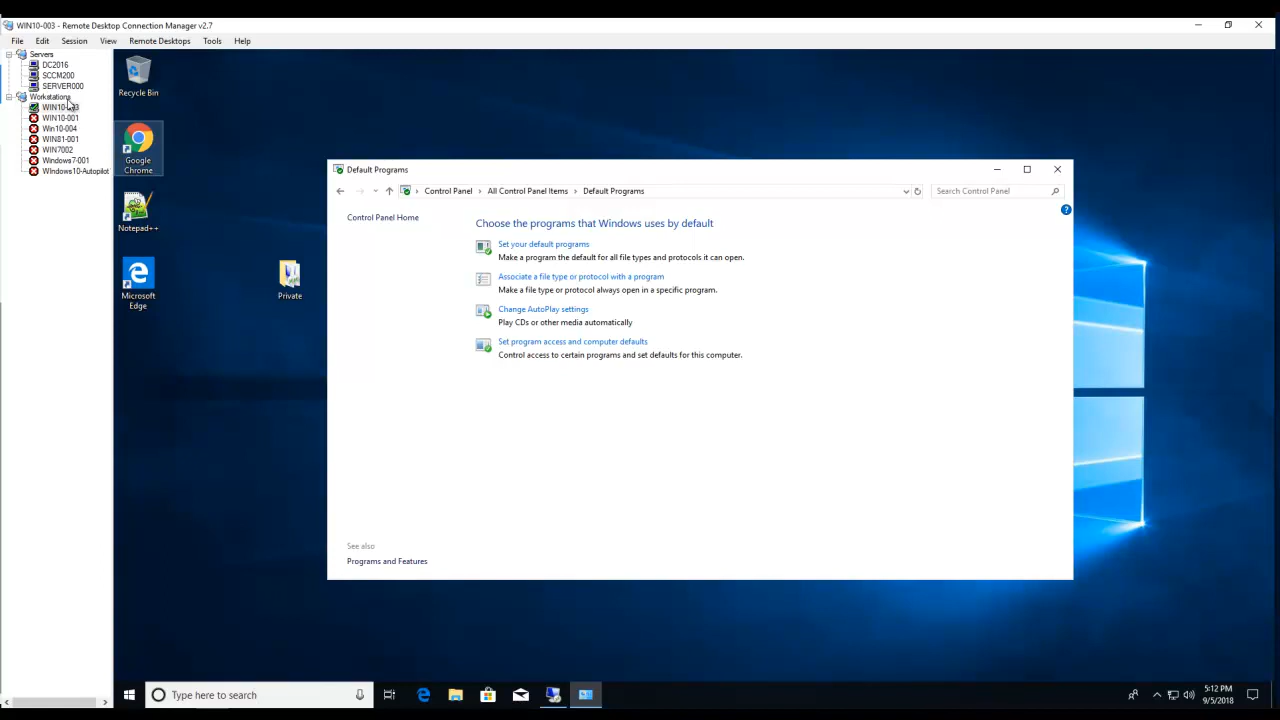 WIN10-003 - Remote Desktop Connection Manager v2.7
File Edit Session View Remote Desktops Tools Help
Servers
DC2016
SCCM200
SERVER000
Workstations
WIN10-003
WIN10-001
Win10-004
WIN81-001
WIN7002
Windows7-001
Windows10-Autopilot
Recycle Bin
Google
Chrome
Notepad++
Microsoft
Edge
Private
Default Programs
Control Panel > All Control Panel Items > Default Programs
Search Control Panel
Control Panel Home
Choose the programs that Windows uses by default
Set your default programs
Make a program the default for all file types and protocols it can open.
Associate a file type or protocol with a program
Make a file type or protocol always open in a specific program.
Change AutoPlay settings
Play CDs or other media automatically
Set program access and computer defaults
Control access to certain programs and set defaults for this computer.
See also
Programs and Features
Type here to search
5:12 PM
9/5/2018